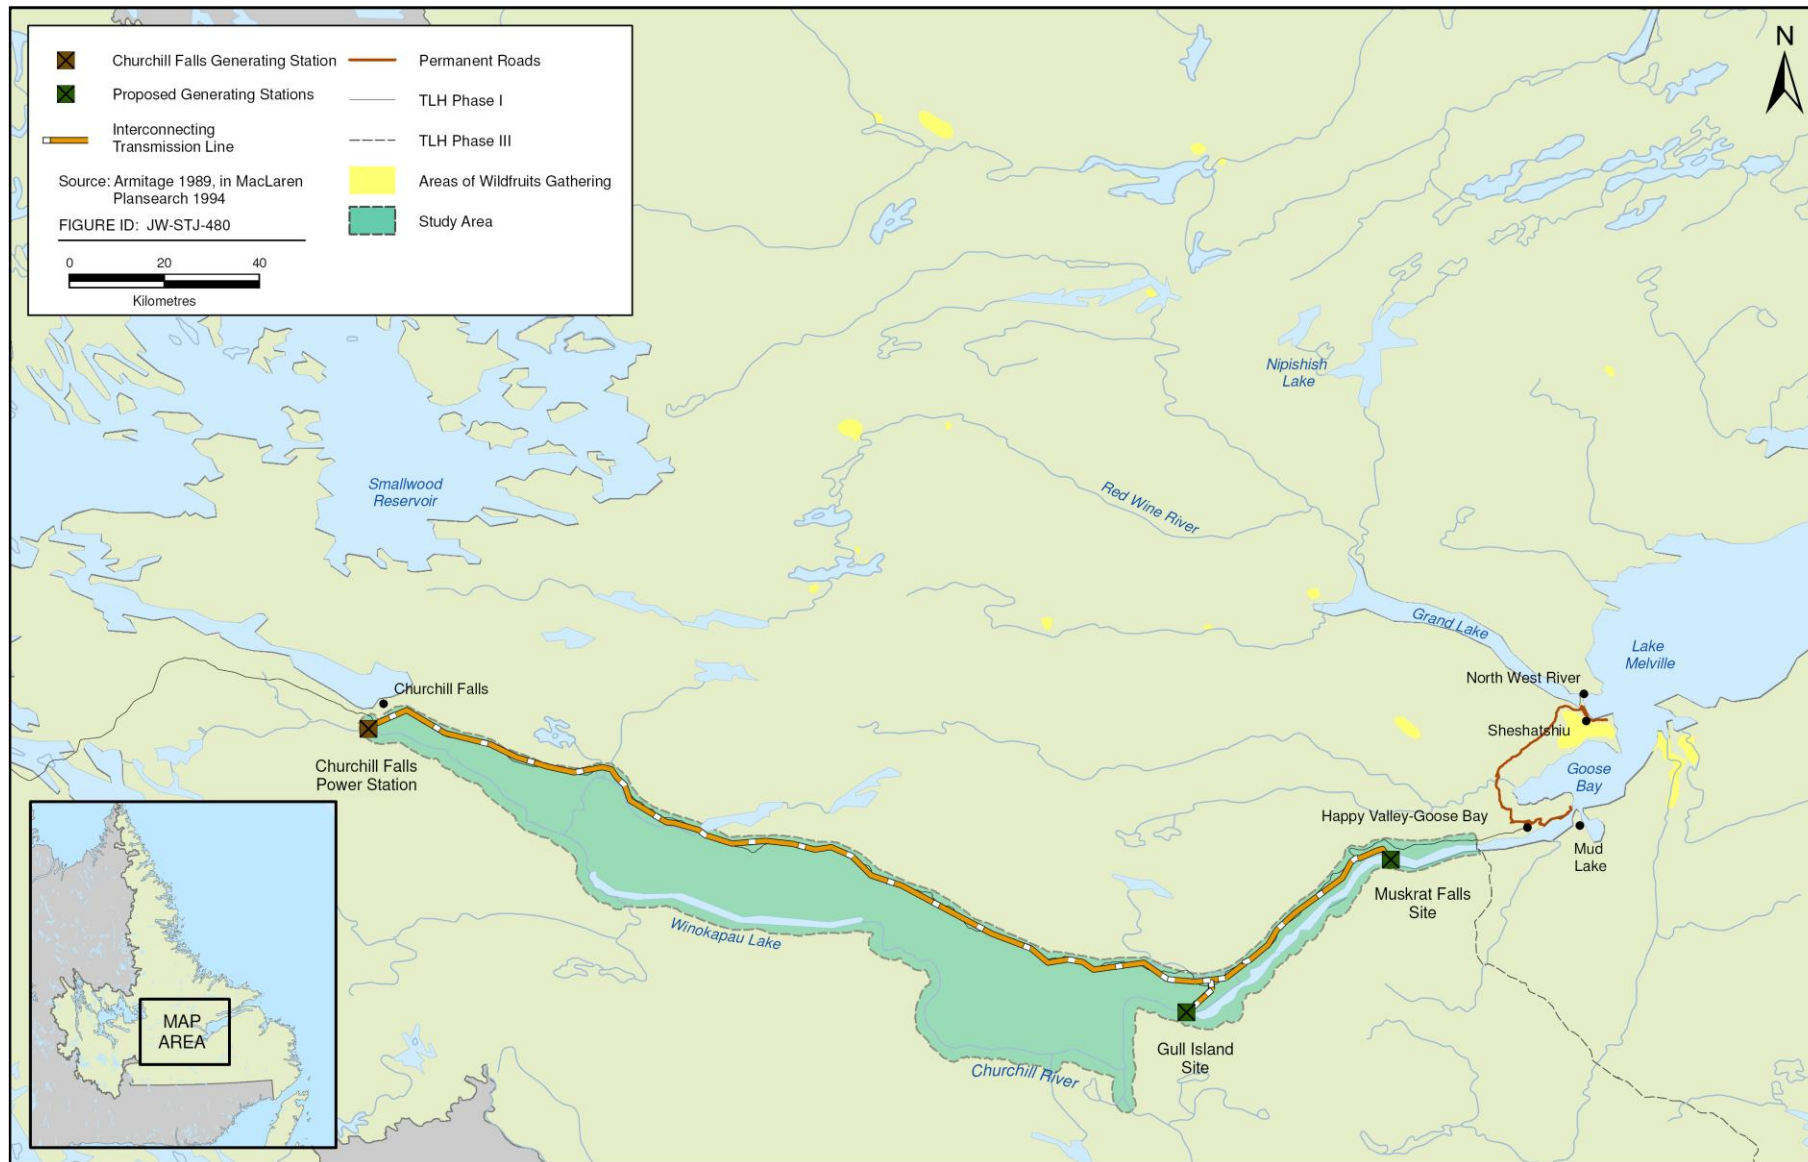 Churchill Falls Generating Station
Proposed Generating Stations
Interconnecting
Transmission Line
Source: Armitage 1989, in MacLaren
Plansearch 1994
FIGURE ID: JW-STJ-480
0 20 40
Kilometres
Permanent Roads
TLH Phase I
TLH Phase III
Areas of Wildfruits Gathering
Study Area
N
Nipishish
Lake
Smallwood
Reservoir
Red Wine River
Grand Lake
Lake
Melville
North West River
Churchill Falls
Sheshatshiu
Churchill Falls
Power Station
Goose
Bay
Happy Valley-Goose Bay
Mud
Lake
Muskrat Falls
Site
Winokapau Lake
Gull Island
Site
Churchill River
MAP
AREA